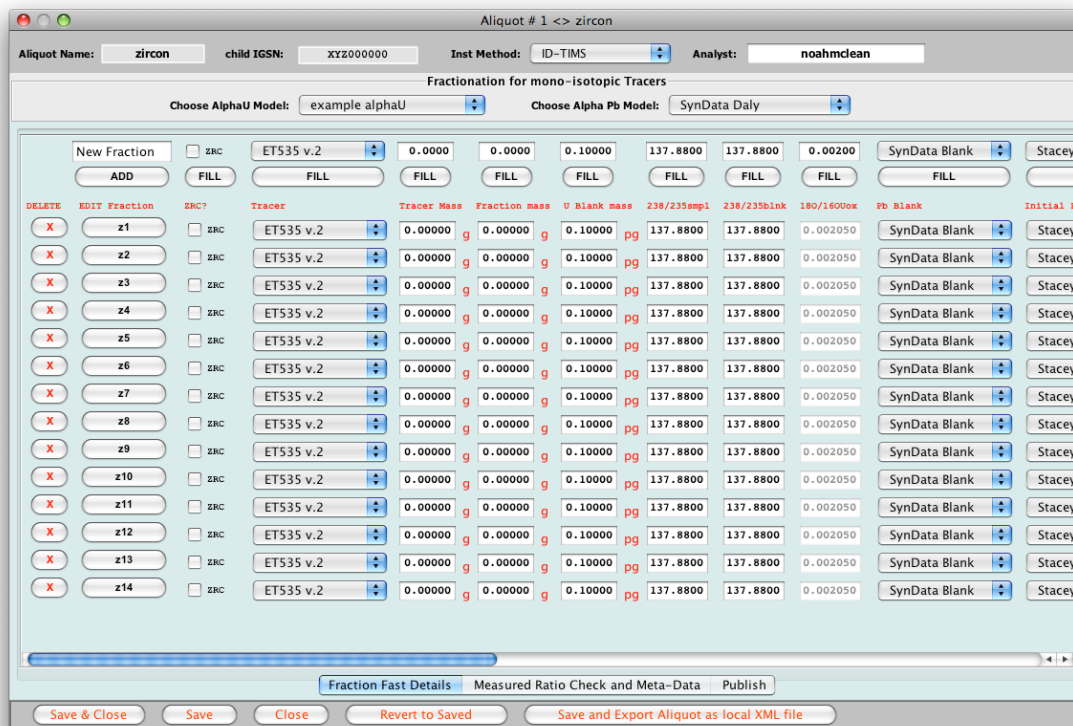 Aliquot # 1 <> zircon
Aliquot Name: zircon child IGSN: XYZ000000 Inst Method: ID-TIMS Analyst: noahmclean
Fractionation for mono-isotopic Tracers
Choose AlphaU Model: example alphaU Choose Alpha Pb Model: SynData Daly
New Fraction ZRC ET535 v.2 0.0000 0.0000 0.10000 137.8800 137.8800 0.00200 SynData Blank Stacey
ADD FILL FILL FILL FILL FILL FILL FILL FILL FILL
DELETE EDIT Fraction ZRC? Tracer Tracer Mass Fraction mass U Blank mass 238/235smpl 238/235blnk 18O/16OUox Pb Blank Initial
X z1 ZRC ET535 v.2 0.00000 g 0.00000 g 0.10000 pg 137.8800 137.8800 0.002050 SynData Blank Stacey
X z2 ZRC ET535 v.2 0.00000 g 0.00000 g 0.10000 pg 137.8800 137.8800 0.002050 SynData Blank Stacey
X z3 ZRC ET535 v.2 0.00000 g 0.00000 g 0.10000 pg 137.8800 137.8800 0.002050 SynData Blank Stacey
X z4 ZRC ET535 v.2 0.00000 g 0.00000 g 0.10000 pg 137.8800 137.8800 0.002050 SynData Blank Stacey
X z5 ZRC ET535 v.2 0.00000 g 0.00000 g 0.10000 pg 137.8800 137.8800 0.002050 SynData Blank Stacey
X z6 ZRC ET535 v.2 0.00000 g 0.00000 g 0.10000 pg 137.8800 137.8800 0.002050 SynData Blank Stacey
X z7 ZRC ET535 v.2 0.00000 g 0.00000 g 0.10000 pg 137.8800 137.8800 0.002050 SynData Blank Stacey
X z8 ZRC ET535 v.2 0.00000 g 0.00000 g 0.10000 pg 137.8800 137.8800 0.002050 SynData Blank Stacey
X z9 ZRC ET535 v.2 0.00000 g 0.00000 g 0.10000 pg 137.8800 137.8800 0.002050 SynData Blank Stacey
X z10 ZRC ET535 v.2 0.00000 g 0.00000 g 0.10000 pg 137.8800 137.8800 0.002050 SynData Blank Stacey
X z11 ZRC ET535 v.2 0.00000 g 0.00000 g 0.10000 pg 137.8800 137.8800 0.002050 SynData Blank Stacey
X z12 ZRC ET535 v.2 0.00000 g 0.00000 g 0.10000 pg 137.8800 137.8800 0.002050 SynData Blank Stacey
X z13 ZRC ET535 v.2 0.00000 g 0.00000 g 0.10000 pg 137.8800 137.8800 0.002050 SynData Blank Stacey
X z14 ZRC ET535 v.2 0.00000 g 0.00000 g 0.10000 pg 137.8800 137.8800 0.002050 SynData Blank Stacey
Fraction Fast Details Measured Ratio Check and Meta-Data Publish
Save & Close Save Close Revert to Saved Save and Export Aliquot as local XML file